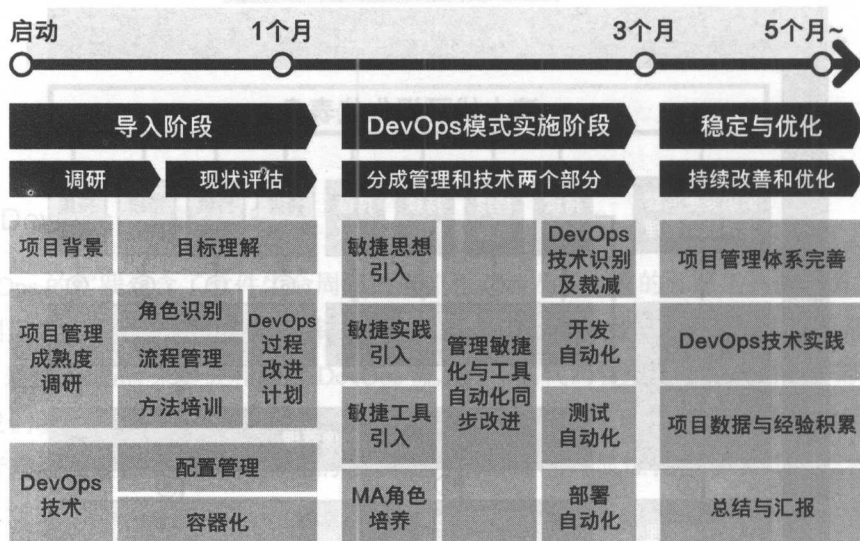 启动
1个月
3个月
5个月~
导入阶段
DevOps模式实施阶段
稳定与优化
调研
现状评估
分成管理和技术两个部分
持续改善和优化
项目背景
目标理解
项目管理
成熟度
调研
角色识别
流程管理
方法培训
DevOps
过程
改进
计划
DevOps
技术
配置管理
容器化
敏捷思想
引入
敏捷实践
引入
敏捷工具
引入
MA角色
培养
管理敏捷
化与工具
自动化同
步改进
DevOps
技术识别
及裁减
开发
自动化
测试
自动化
部署
自动化
项目管理体系完善
DevOps技术实践
项目数据与经验积累
总结与汇报